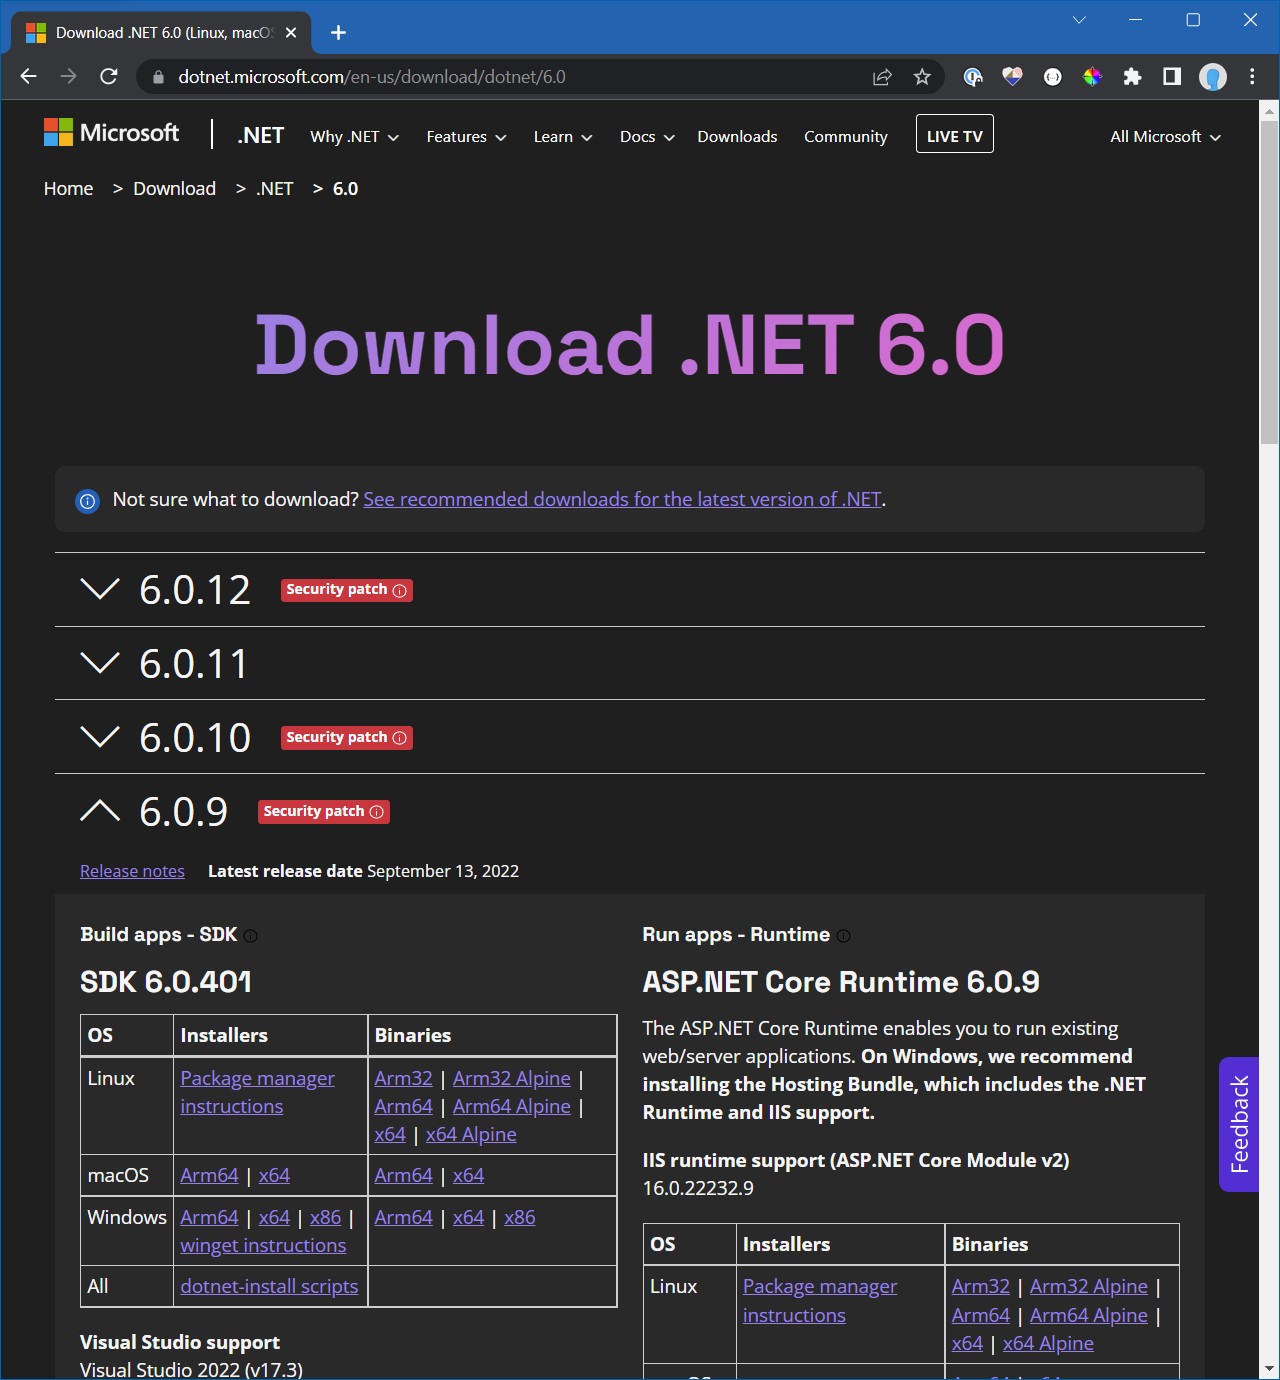 Download .NET 6.0 (Linux, macOS
dotnet.microsoft.com/en-us/download/dotnet/6.0
Microsoft
.NET
Why .NET
Features
Learn
Docs
Downloads
Community
LIVE TV
All Microsoft
Home > Download > .NET > 6.0
Download .NET 6.0
Not sure what to download? See recommended downloads for the latest version of .NET.
6.0.12 Security patch
6.0.11
6.0.10 Security patch
6.0.9 Security patch
Release notes Latest release date September 13, 2022
Build apps - SDK
SDK 6.0.401
OS Installers Binaries
Linux Package manager instructions Arm32 | Arm32 Alpine |
Arm64 | Arm64 Alpine |
x64 | x64 Alpine
macOS Arm64 | x64 Arm64 | x64
Windows Arm64 | x64 | x86 | Arm64 | x64 | x86
winget instructions
All dotnet-install scripts
Visual Studio support
Visual Studio 2022 (v17.3)
Run apps - Runtime
ASP.NET Core Runtime 6.0.9
The ASP.NET Core Runtime enables you to run existing
web/server applications. On Windows, we recommend
installing the Hosting Bundle, which includes the .NET
Runtime and IIS support.
IIS runtime support (ASP.NET Core Module v2)
16.0.22232.9
OS Installers Binaries
Linux Package manager instructions Arm32 | Arm32 Alpine |
Arm64 | Arm64 Alpine |
x64 | x64 Alpine
Feedback